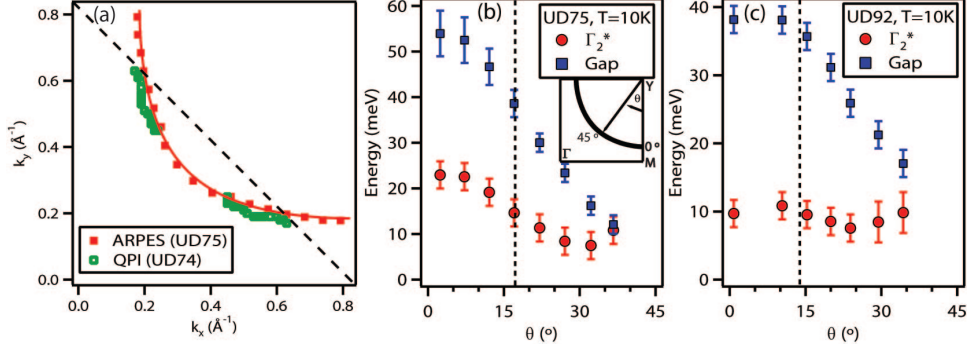 (a)
0.8
0.6
0.4
0.2
0.0
k_y (Å⁻¹)
ARPES (UD75)
QPI (UD74)
0.0 0.2 0.4 0.6 0.8
k_x (Å⁻¹)
(b)
UD75, T=10K
Γ₂*
Gap
Y
θ
45°
0°
Γ
M
60
50
40
30
20
10
0
Energy (meV)
0 15 30 45
θ (º)
(c)
UD92, T=10K
Γ₂*
Gap
40
30
20
10
0
Energy (meV)
0 15 30 45
θ (º)